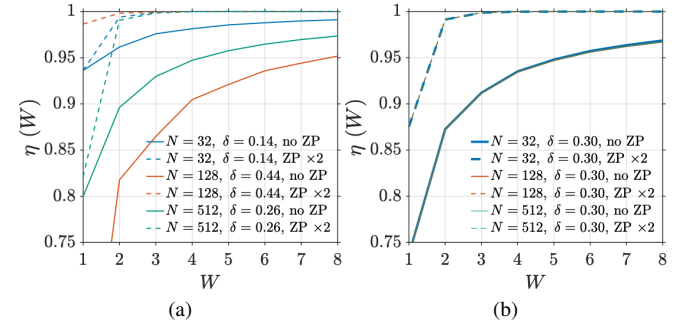 1
0.95
0.9
0.85
0.8
0.75
η (W)
N = 32, δ = 0.14, no ZP
N = 32, δ = 0.14, ZP ×2
N = 128, δ = 0.44, no ZP
N = 128, δ = 0.44, ZP ×2
N = 512, δ = 0.26, no ZP
N = 512, δ = 0.26, ZP ×2
1 2 3 4 5 6 7 8
W
(a)
1
0.95
0.9
0.85
0.8
0.75
η (W)
N = 32, δ = 0.30, no ZP
N = 32, δ = 0.30, ZP ×2
N = 128, δ = 0.30, no ZP
N = 128, δ = 0.30, ZP ×2
N = 512, δ = 0.30, no ZP
N = 512, δ = 0.30, ZP ×2
1 2 3 4 5 6 7 8
W
(b)